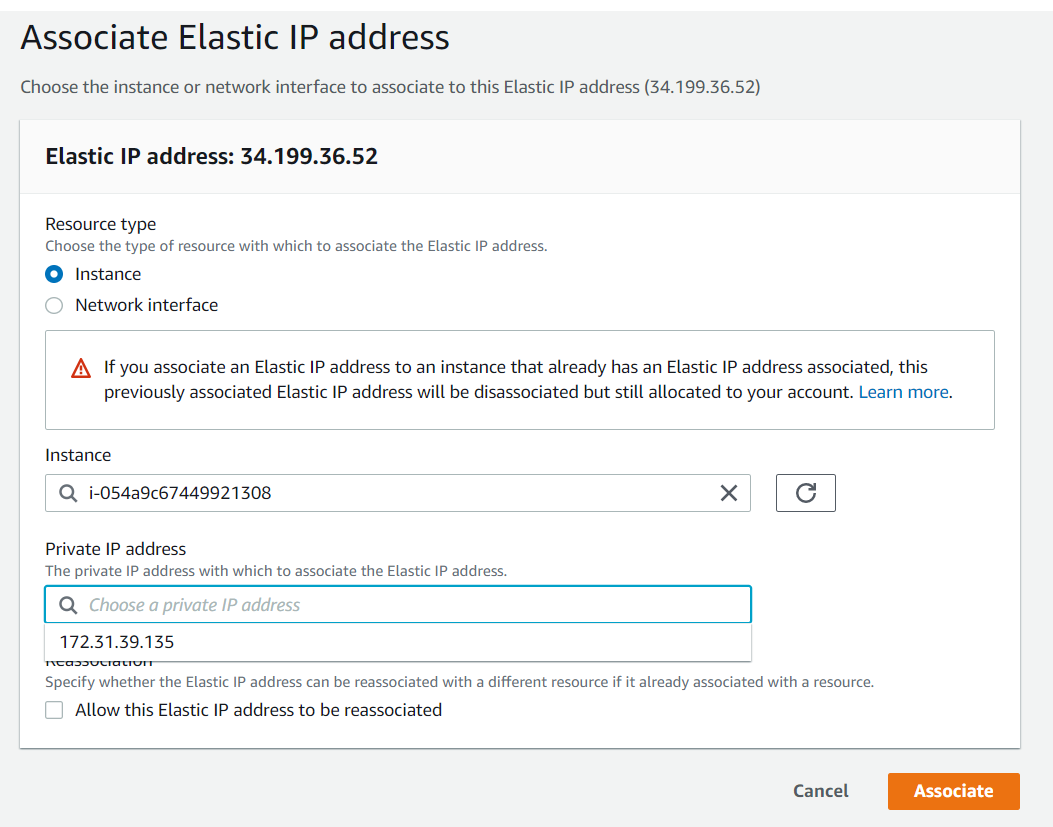 Associate Elastic IP address
Choose the instance or network interface to associate to this Elastic IP address (34.199.36.52)
Elastic IP address: 34.199.36.52
Resource type
Choose the type of resource with which to associate the Elastic IP address.
Instance
Network interface
If you associate an Elastic IP address to an instance that already has an Elastic IP address associated, this
previously associated Elastic IP address will be disassociated but still allocated to your account. Learn more.
Instance
i-054a9c67449921308
Private IP address
The private IP address with which to associate the Elastic IP address.
Choose a private IP address
172.31.39.135
Reassociation
Specify whether the Elastic IP address can be reassociated with a different resource if it already associated with a resource.
Allow this Elastic IP address to be reassociated
Cancel
Associate